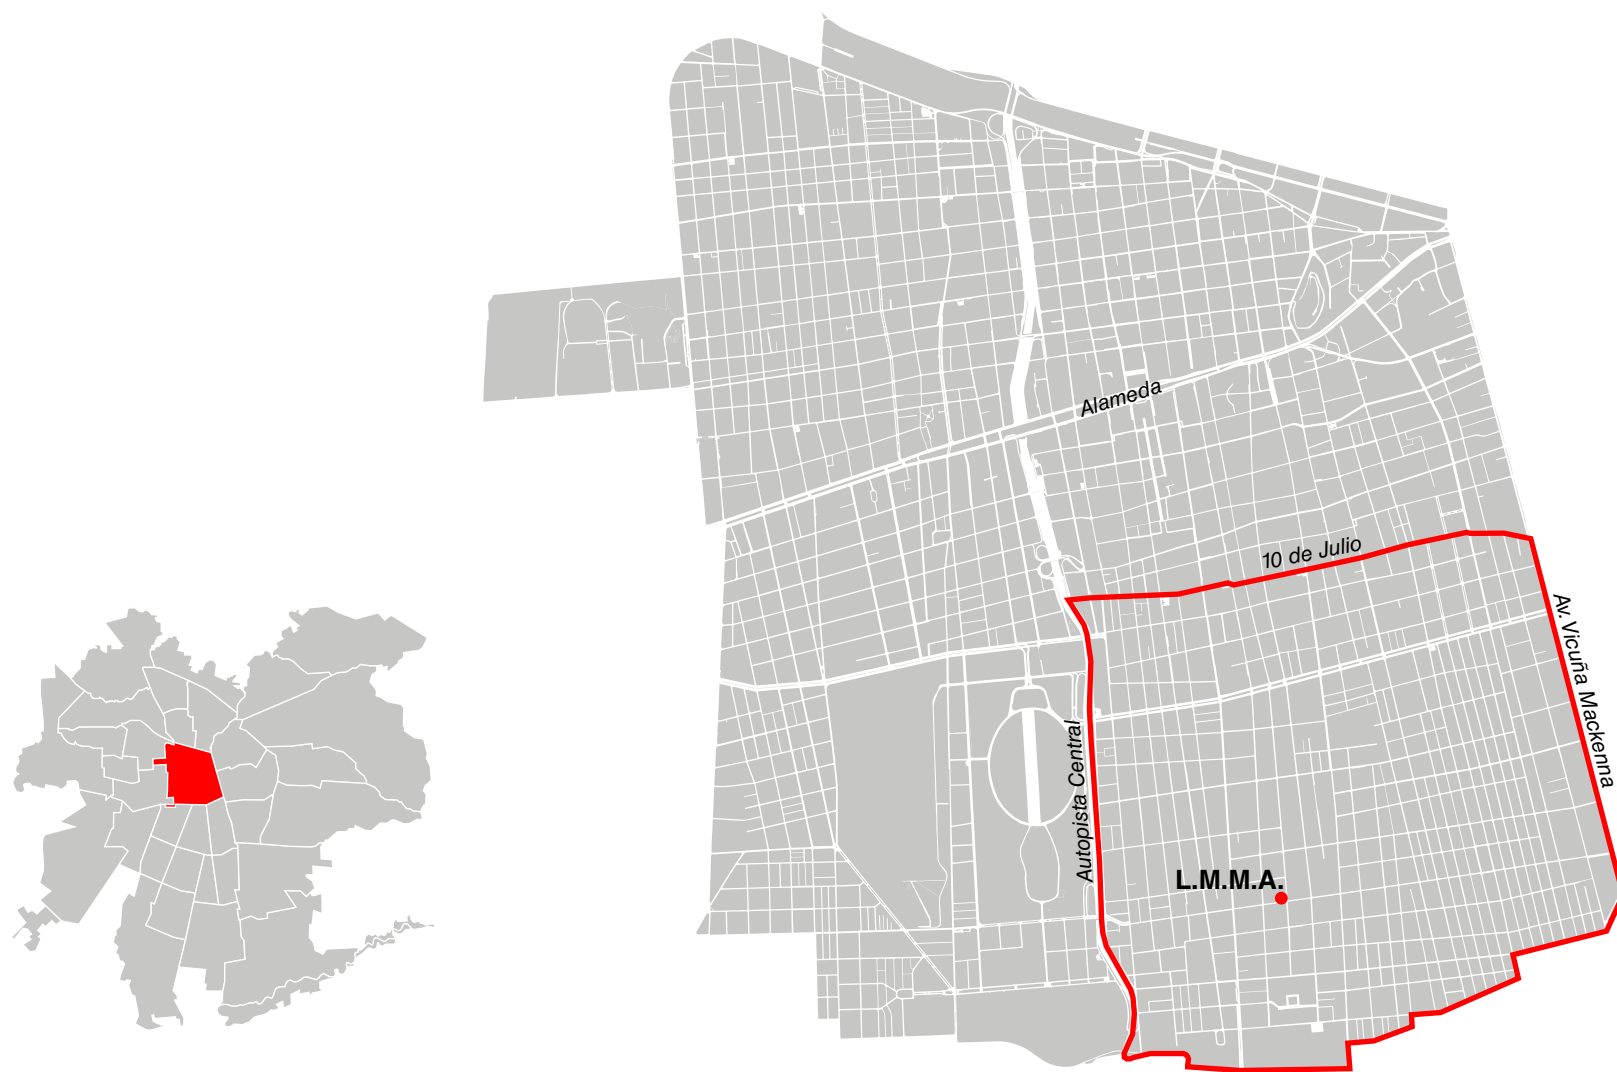 Alameda
10 de Julio
Av. Vicuña Mackenna
Autopista Central
L.M.M.A.